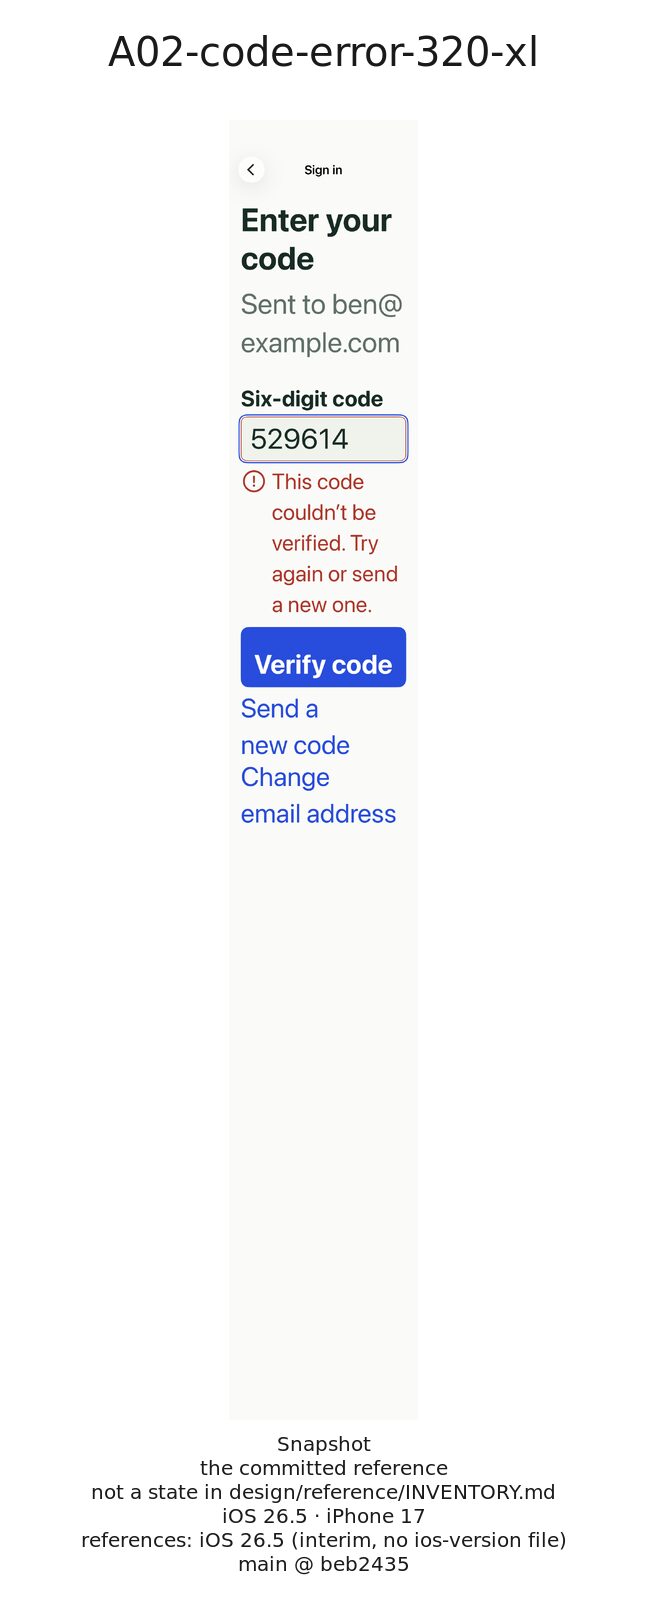 A02-code-error-320-xl
Sign in
Enter your
code
Sent to ben@
example.com
Six-digit code
529614
This code
couldn’t be
verified. Try
again or send
a new one.
Verify code
Send a
new code
Change
email address
Snapshot
the committed reference
not a state in design/reference/INVENTORY.md
iOS 26.5 · iPhone 17
references: iOS 26.5 (interim, no ios-version file)
main @ beb2435